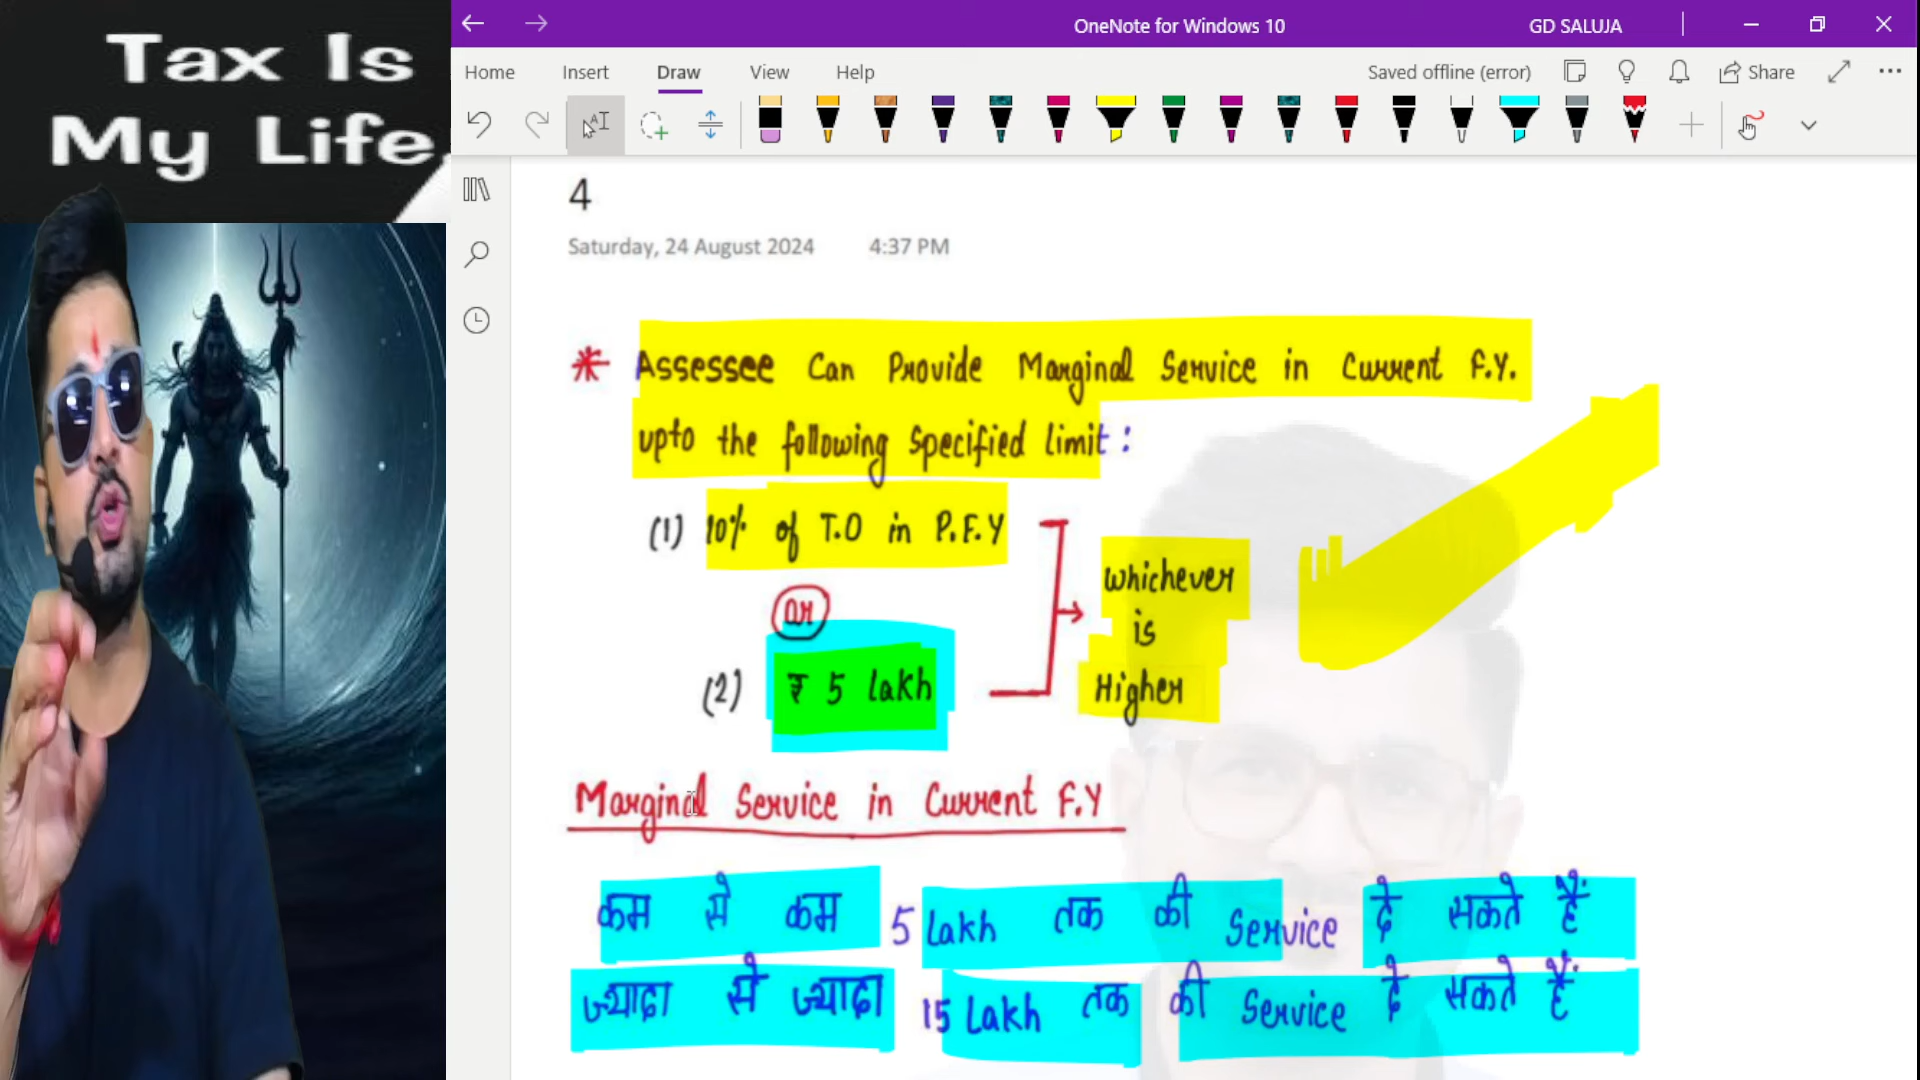 Tax Is
My Life.
OneNote for Windows 10
GD SALUJA
Home Insert Draw View Help
Saved offline (error)
Share
4
Saturday, 24 August 2024 4:37 PM
* Assessee Can Provide Marginal Service in Current F.Y.
upto the following specified limit:
(1) 10% of T.O in P.F.Y
OR
(2) ₹ 5 lakh
Whichever
is
Higher
Marginal Service in Current F.Y
कम से कम 5 Lakh तक की Service दे सकते हैं
ज्यादा से ज्यादा 15 Lakh तक की Service दे सकते हैं